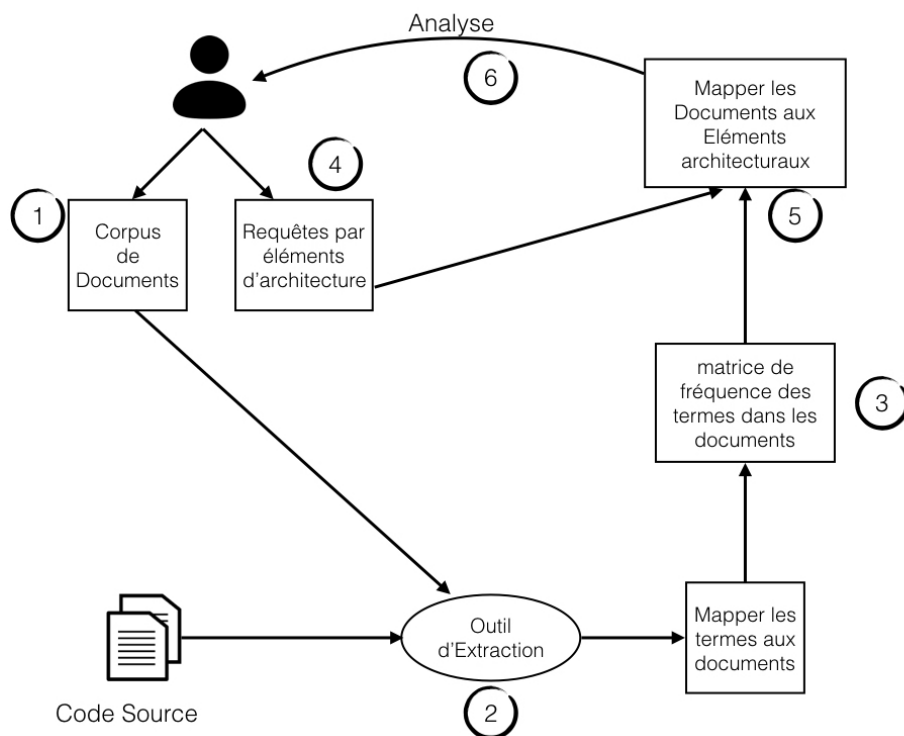 Analyse
6
Mapper les
Documents aux
Eléments
architecturaux
4
1
Corpus
de
Documents
Requêtes par
éléments
d'architecture
5
matrice de
fréquence des
termes dans les
documents
3
Outil
d'Extraction
Mapper les
termes aux
documents
2
Code Source